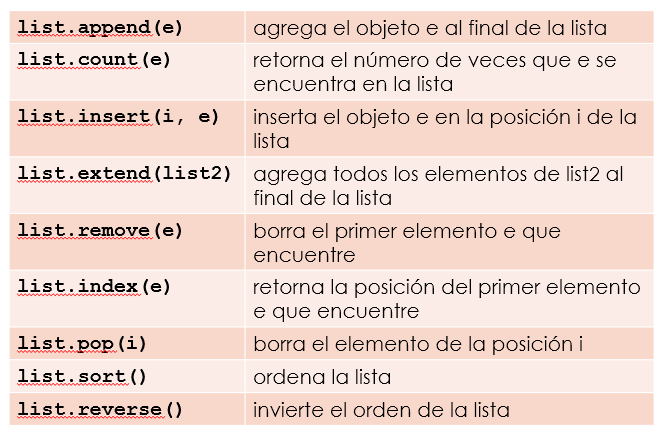 list.append(e) agrega el objeto e al final de la lista
list.count(e) retorna el número de veces que e se
encuentra en la lista
list.insert(i, e) inserta el objeto e en la posición i de la
lista
list.extend(list2) agrega todos los elementos de list2 al
final de la lista
list.remove(e) borra el primer elemento e que
encuentre
list.index(e) retorna la posición del primer elemento
e que encuentre
list.pop(i) borra el elemento de la posición i
list.sort() ordena la lista
list.reverse() invierte el orden de la lista